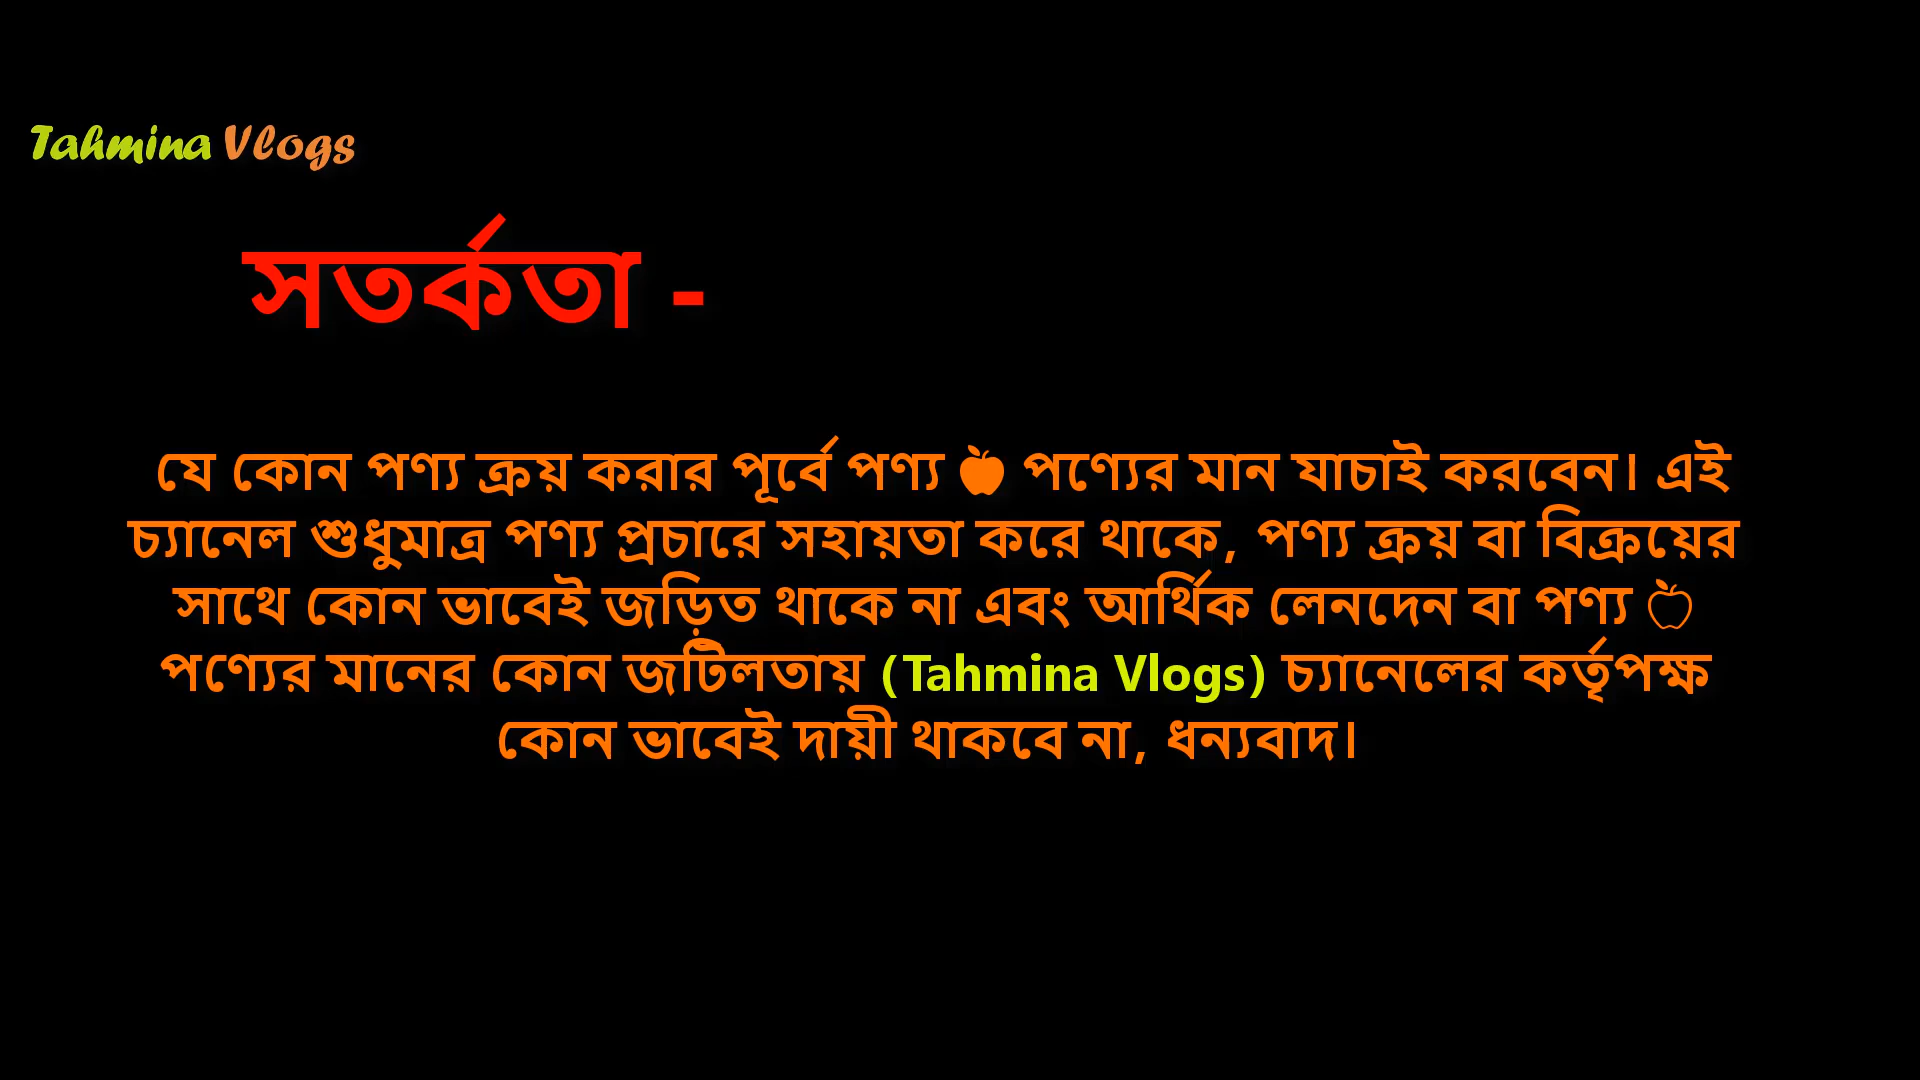 Tahmina Vlogs
সতর্কতা -
যে কোন পণ্য ক্রয় করার পূর্বে পণ্য 🍎 পণ্যের মান যাচাই করবেন। এই
চ্যানেল শুধুমাত্র পণ্য প্রচারে সহায়তা করে থাকে, পণ্য ক্রয় বা বিক্রয়ের
সাথে কোন ভাবেই জড়িত থাকে না এবং আর্থিক লেনদেন বা পণ্য 🍎
পণ্যের মানের কোন জটিলতায় (Tahmina Vlogs) চ্যানেলের কর্তৃপক্ষ
কোন ভাবেই দায়ী থাকবে না, ধন্যবাদ।